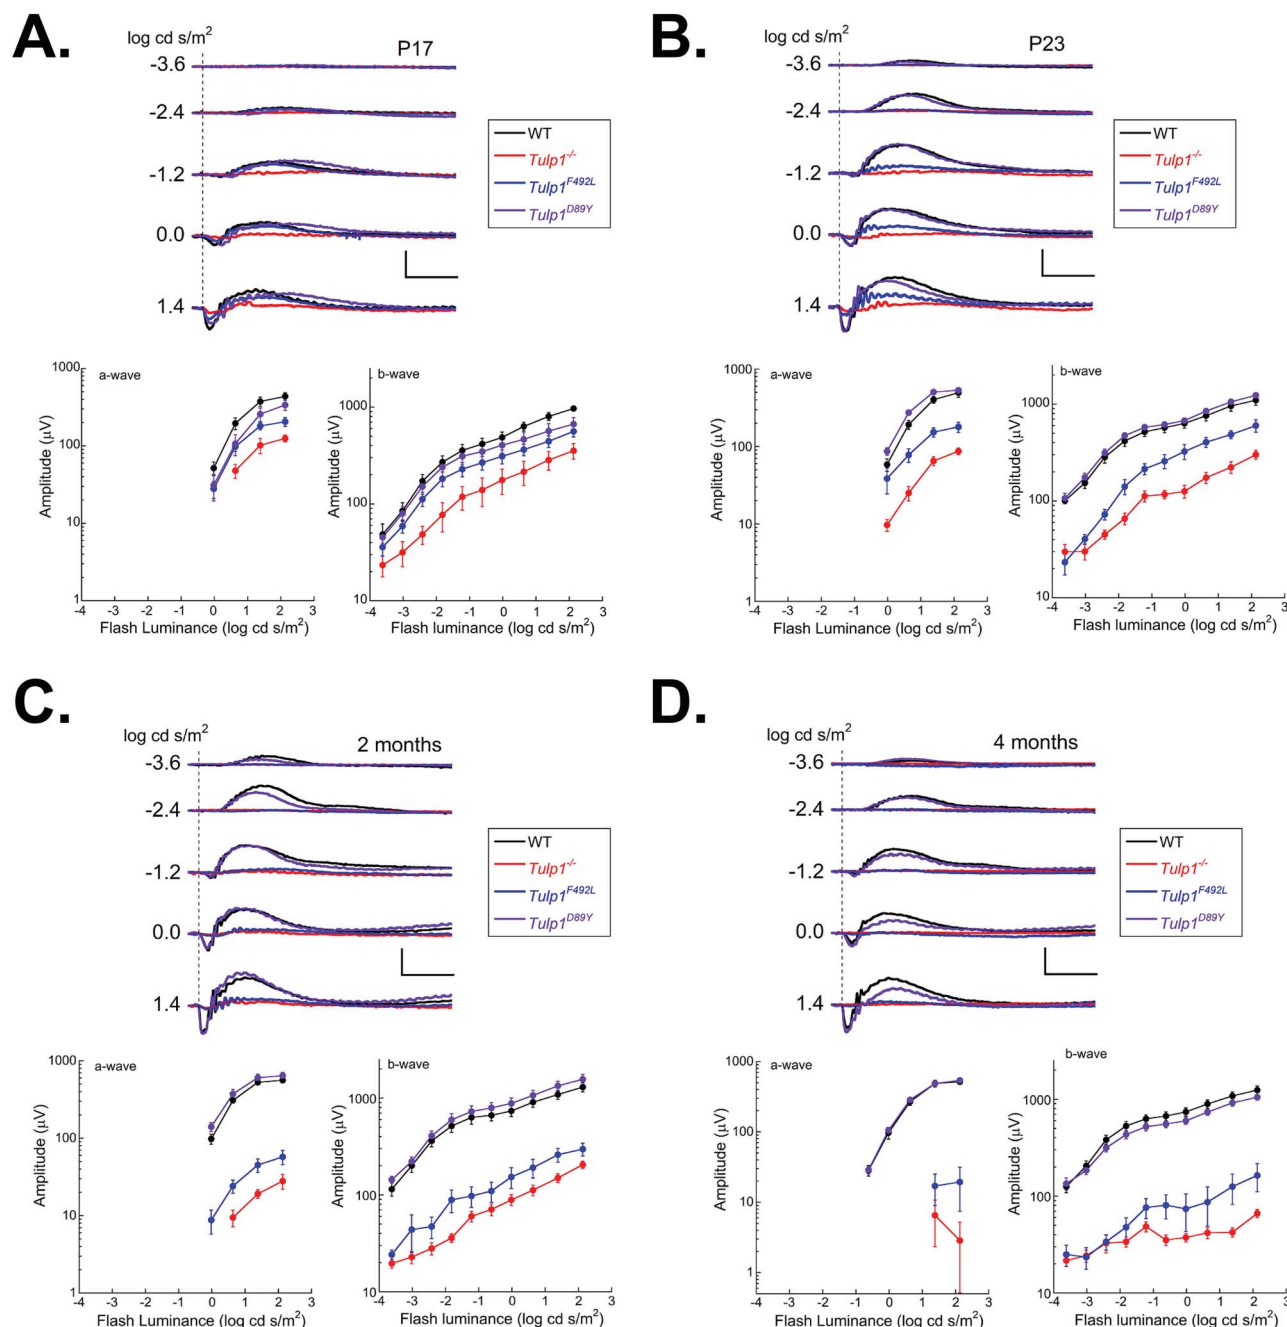 A.
log cd s/m²
P17
-3.6
-2.4
-1.2
0.0
1.4
WT
Tulp1-/-
Tulp1F492L
Tulp1D89Y
a-wave
Amplitude (µV)
1000
100
10
1
-4 -3 -2 -1 0 1 2 3
Flash Luminance (log cd s/m²)
b-wave
Amplitude (µV)
1000
100
10
-4 -3 -2 -1 0 1 2 3
Flash luminance (log cd s/m²)
B.
log cd s/m²
P23
-3.6
-2.4
-1.2
0.0
1.4
WT
Tulp1-/-
Tulp1F492L
Tulp1D89Y
a-wave
Amplitude (µV)
1000
100
10
1
-4 -3 -2 -1 0 1 2 3
Flash Luminance (log cd s/m²)
b-wave
Amplitude (µV)
1000
100
10
-4 -3 -2 -1 0 1 2 3
Flash luminance (log cd s/m²)
C.
log cd s/m²
2 months
-3.6
-2.4
-1.2
0.0
1.4
WT
Tulp1-/-
Tulp1F492L
Tulp1D89Y
a-wave
Amplitude (µV)
1000
100
10
1
-4 -3 -2 -1 0 1 2 3
Flash Luminance (log cd s/m²)
b-wave
Amplitude (µV)
1000
100
10
-4 -3 -2 -1 0 1 2 3
Flash luminance (log cd s/m²)
D.
log cd s/m²
4 months
-3.6
-2.4
-1.2
0.0
1.4
WT
Tulp1-/-
Tulp1F492L
Tulp1D89Y
a-wave
Amplitude (µV)
1000
100
10
1
-4 -3 -2 -1 0 1 2 3
Flash Luminance (log cd s/m²)
b-wave
Amplitude (µV)
1000
100
10
-4 -3 -2 -1 0 1 2 3
Flash luminance (log cd s/m²)